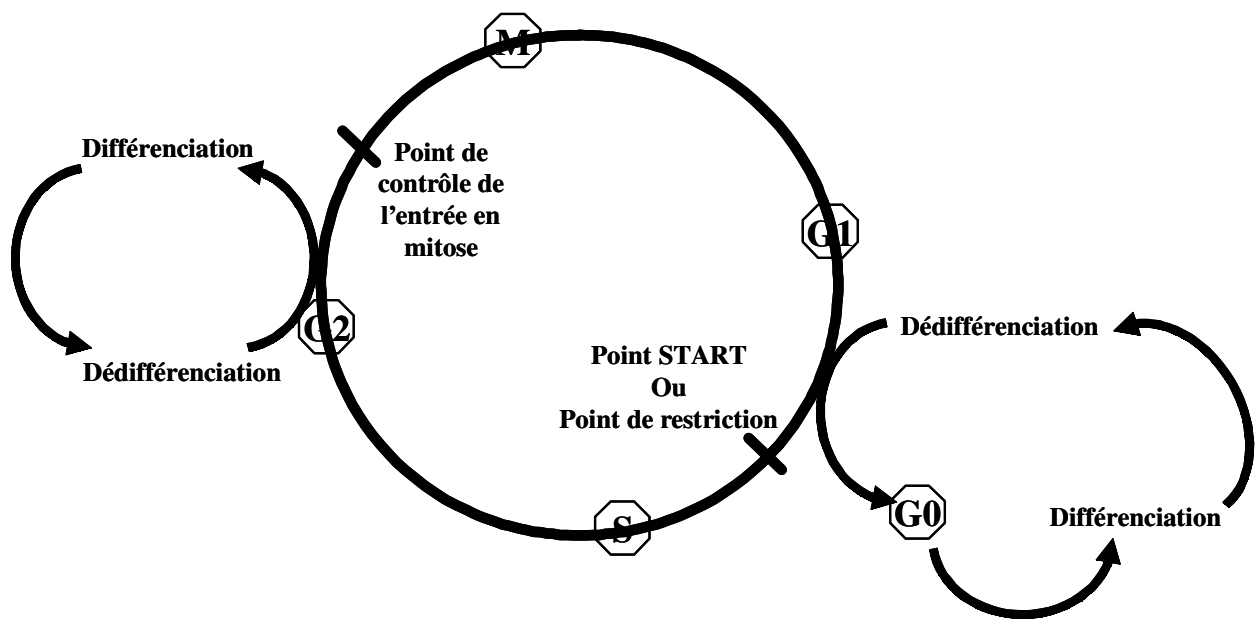 M
Différenciation
Point de
contrôle de
l'entrée en
mitose
G1
G2
Dédifférenciation
Dédifférenciation
Point START
Ou
Point de restriction
G0
Différenciation
S